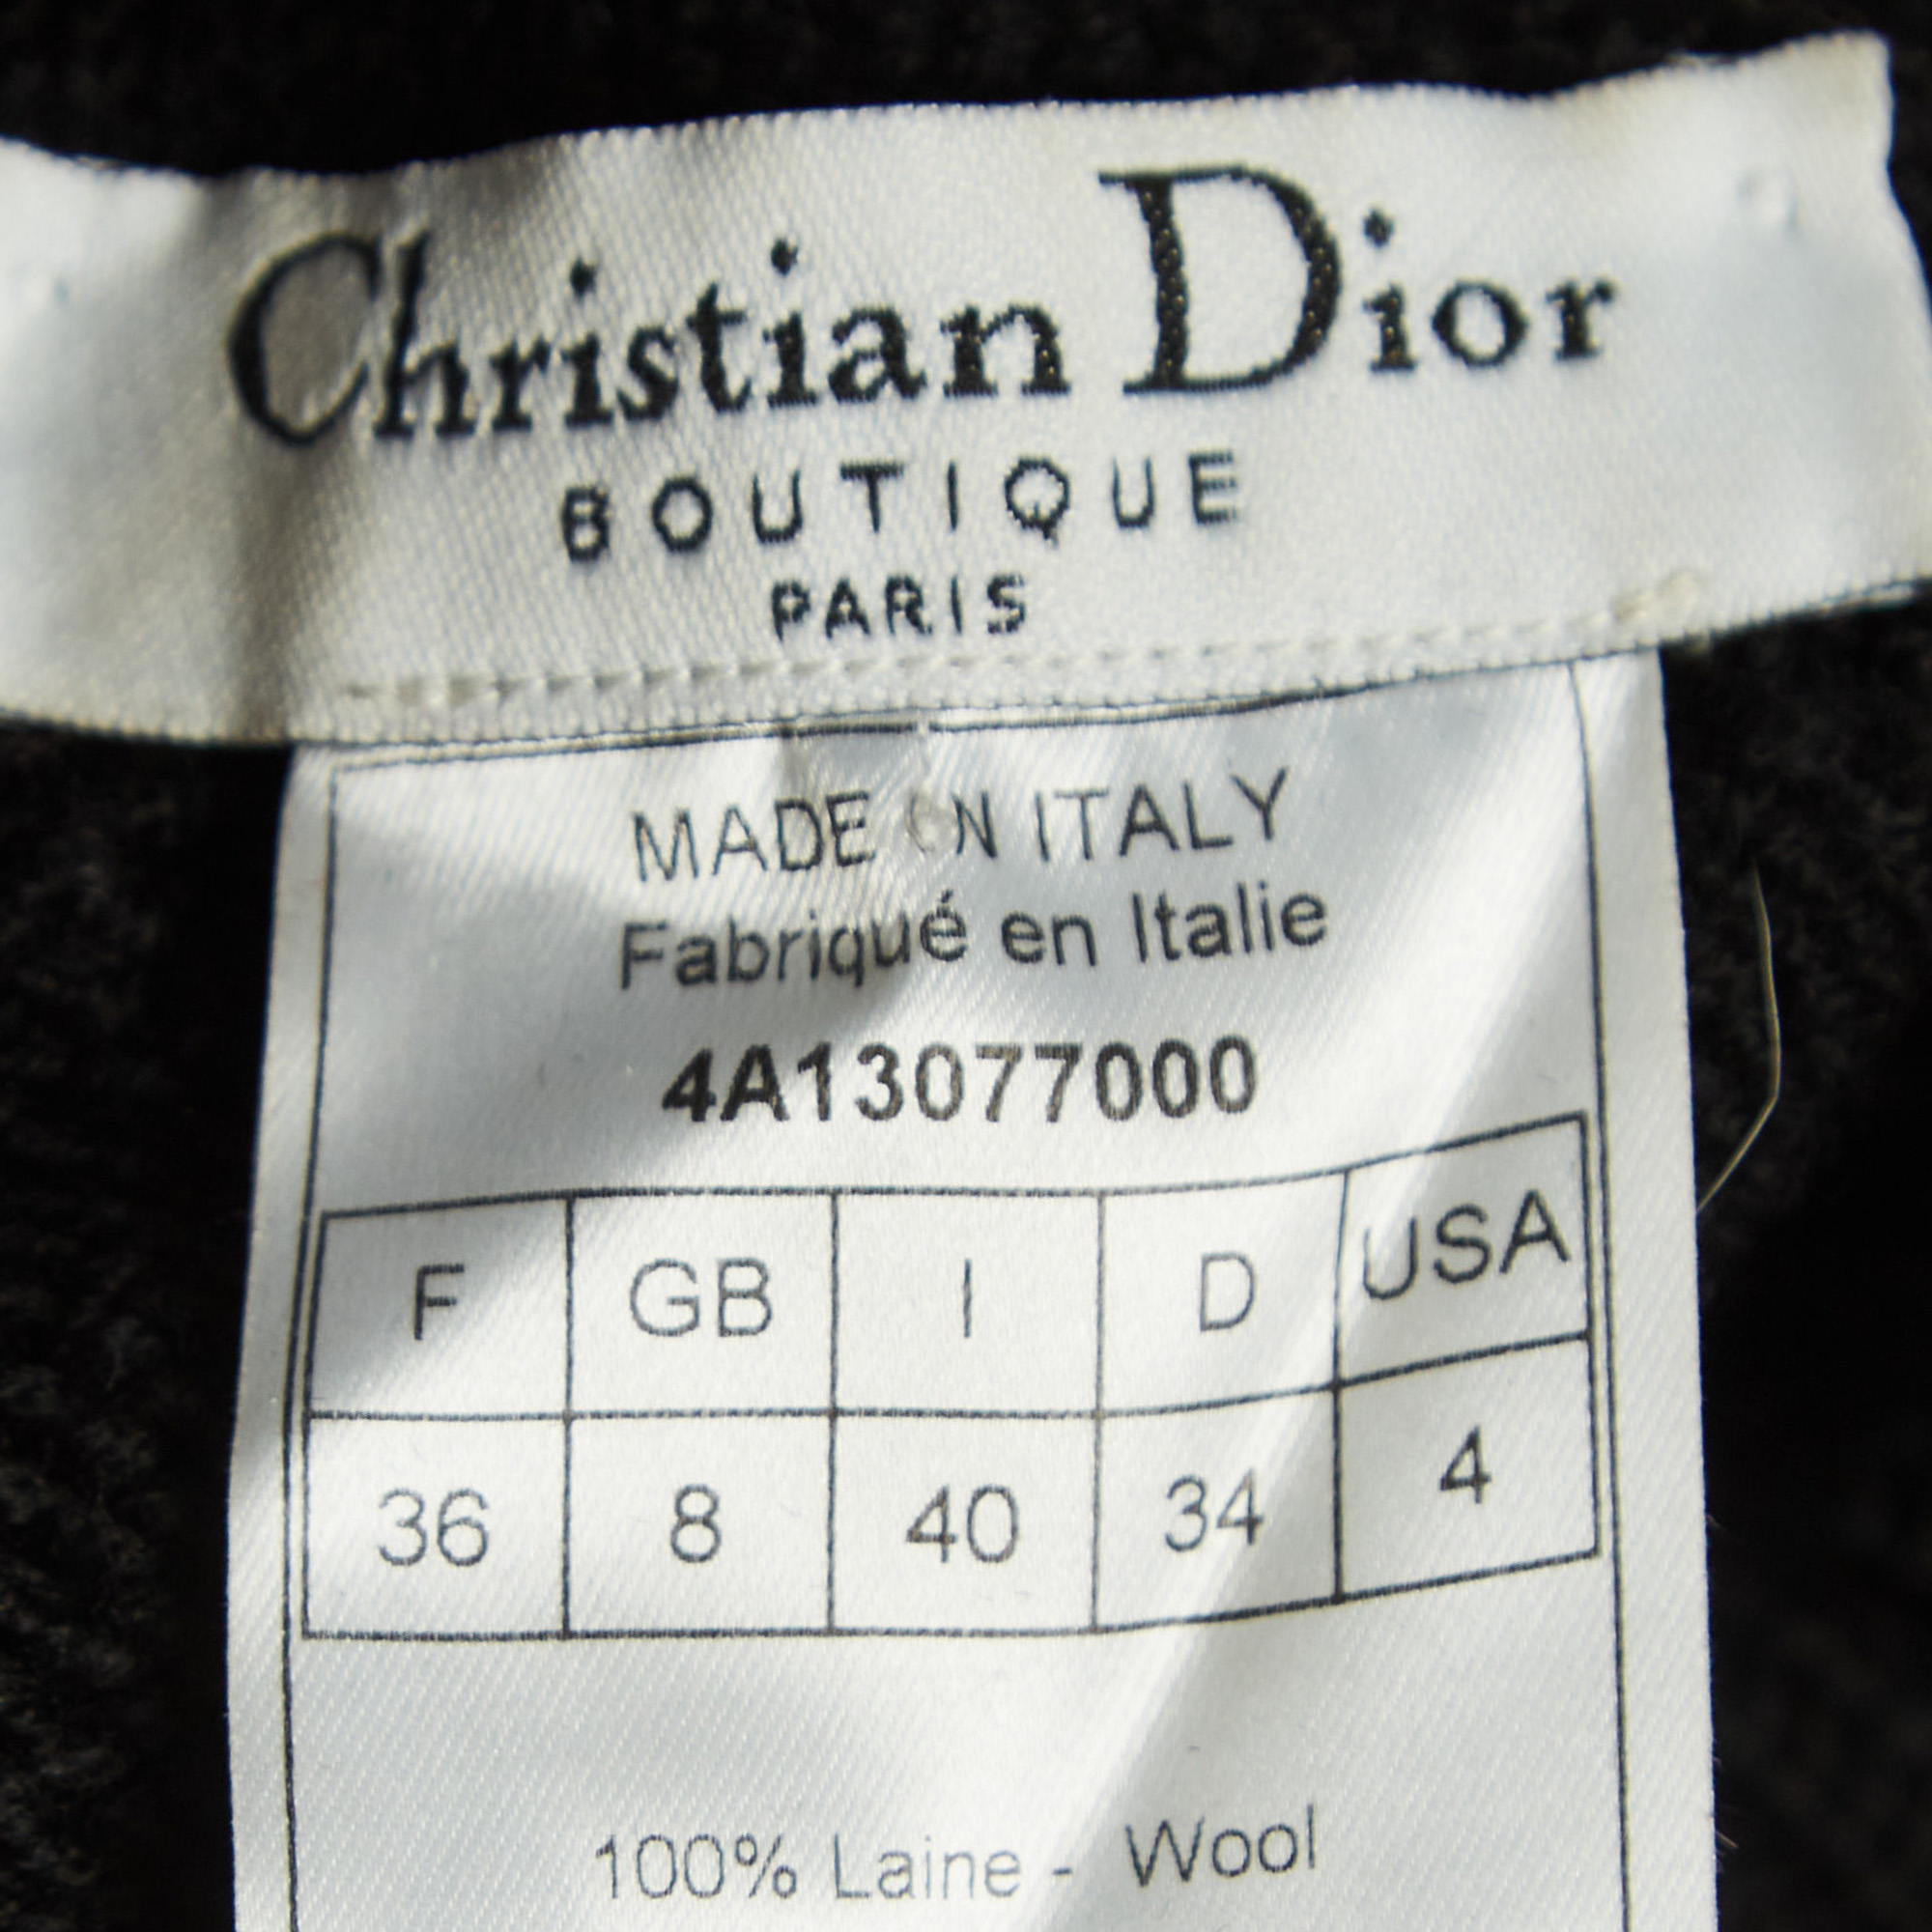 Christian Dior
BOUTIQUE
PARIS
MADE IN ITALY
Fabriqué en Italie
4A13077000
F GB I D USA
36 8 40 34 4
100% Laine - Wool